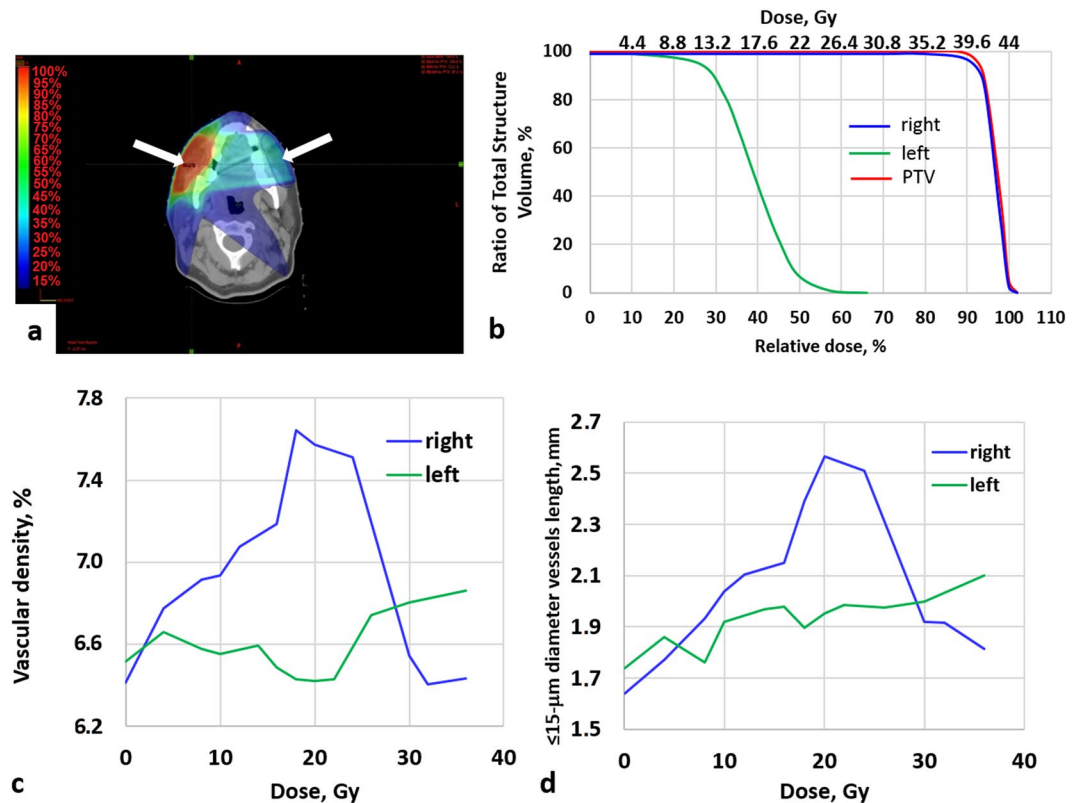 100%
95%
90%
85%
80%
75%
70%
65%
60%
55%
50%
45%
40%
35%
30%
25%
20%
15%
A
L
P
a
Dose, Gy
4.4 8.8 13.2 17.6 22 26.4 30.8 35.2 39.6 44
Ratio of Total Structure
Volume, %
100
80
60
40
20
0
right
left
PTV
0 10 20 30 40 50 60 70 80 90 100 110
Relative dose, %
b
Vascular density, %
7.8
7.4
7.0
6.6
6.2
right
left
0 10 20 30 40
Dose, Gy
c
≤15-μm diameter vessels length,mm
2.7
2.5
2.3
2.1
1.9
1.7
1.5
right
left
0 10 20 30 40
Dose, Gy
d